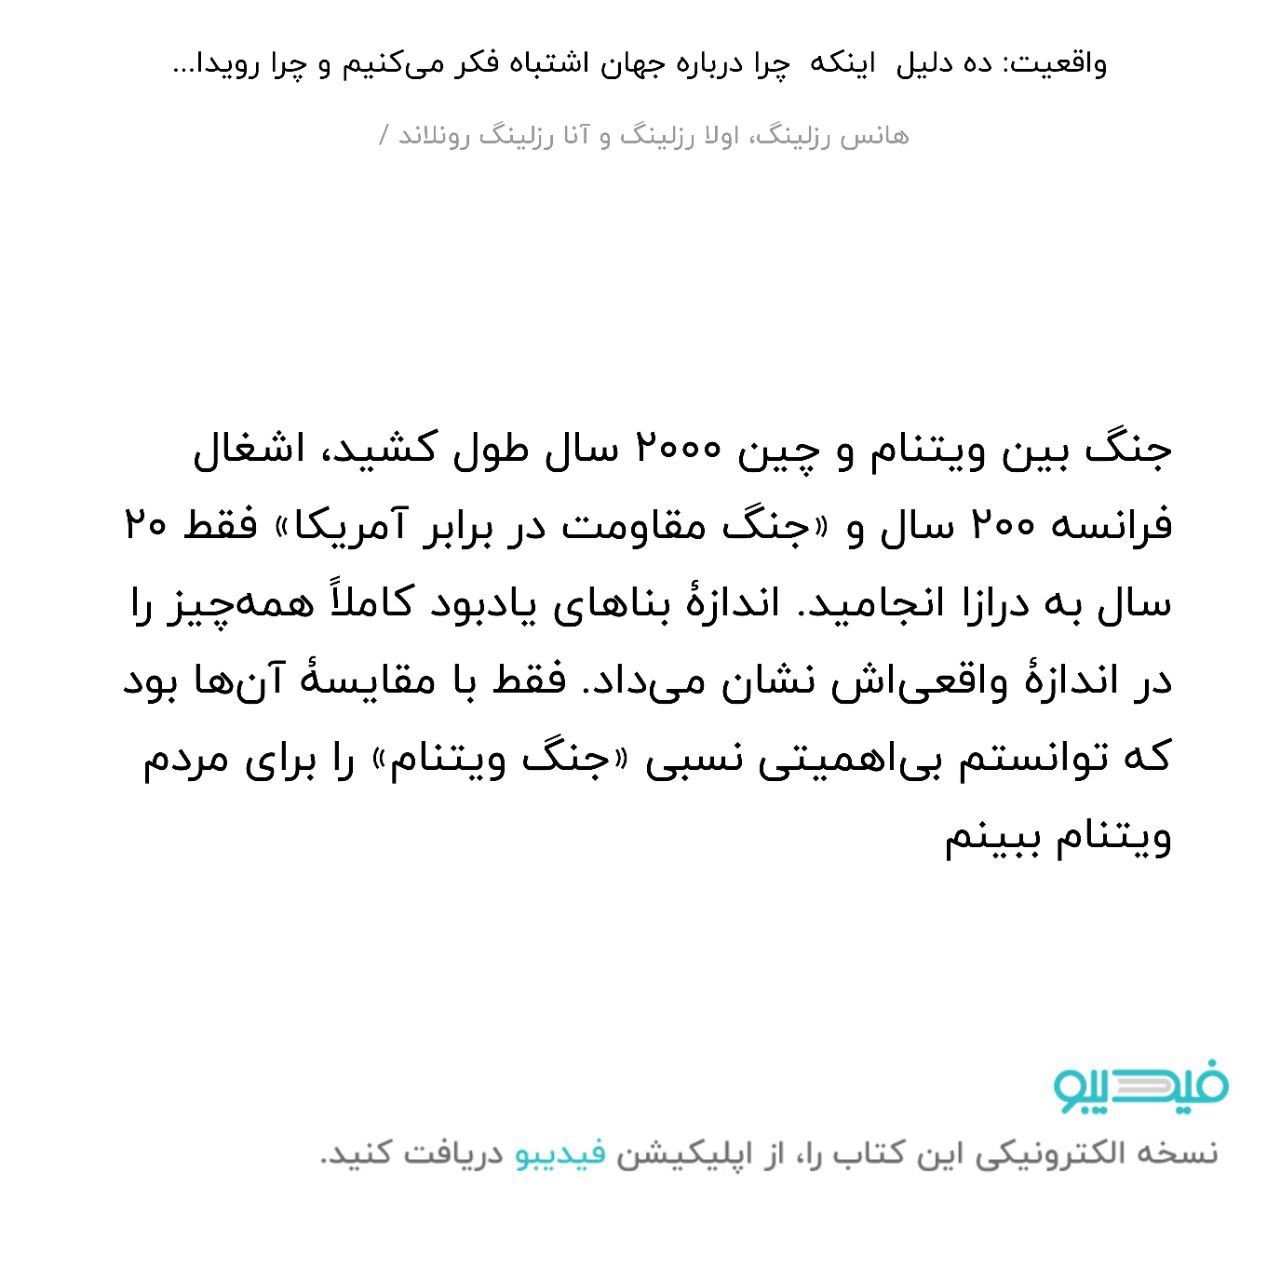 واقعیت: ده دلیل  اینکه  چرا درباره جهان اشتباه فکر می‌کنیم و چرا رویدا...
هانس رزلینگ، اولا رزلینگ و آنا رزلینگ رونلاند /
جنگ بین ویتنام و چین ۲۰۰۰ سال طول کشید، اشغال
فرانسه ۲۰۰ سال و «جنگ مقاومت در برابر آمریکا» فقط ۲۰
سال به درازا انجامید. اندازهٔ بناهای یادبود کاملاً همه‌چیز را
در اندازهٔ واقعی‌اش نشان می‌داد. فقط با مقایسهٔ آن‌ها بود
که توانستم بی‌اهمیتی نسبی «جنگ ویتنام» را برای مردم
ویتنام ببینم
فیدیبو
نسخه الکترونیکی این کتاب را، از اپلیکیشن فیدیبو دریافت کنید.